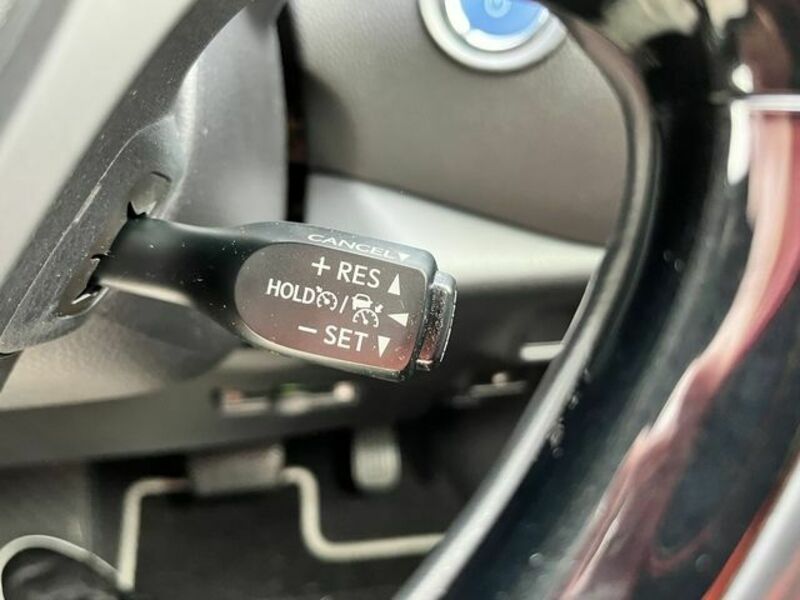 CANCEL▼
+ RES ▲
HOLD / ◀
− SET ▼